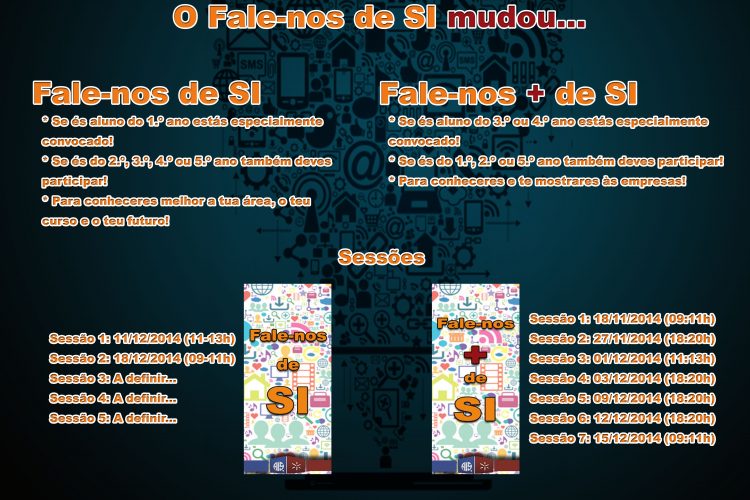 O Fale-nos de SI mudou...
Fale-nos de SI
* Se és aluno do 1.º ano estás especialmente
convocado!
* Se és do 2.º, 3.º, 4.º ou 5.º ano também deves
participar!
* Para conheceres melhor a tua área, o teu
curso e o teu futuro!
Fale-nos + de SI
* Se és aluno do 3.º ou 4.º ano estás especialmente
convocado!
* Se és do 1.º, 2.º ou 5.º ano também deves participar!
* Para conheceres e te mostrares às empresas!
Sessões
Sessão 1: 11/12/2014 (11-13h)
Sessão 2: 18/12/2014 (09-11h)
Sessão 3: A definir...
Sessão 4: A definir...
Sessão 5: A definir...
Fale-nos
de
SI
Fale-nos
+
de
SI
Sessão 1: 18/11/2014 (09:11h)
Sessão 2: 27/11/2014 (18:20h)
Sessão 3: 01/12/2014 (11:13h)
Sessão 4: 03/12/2014 (18:20h)
Sessão 5: 09/12/2014 (18:20h)
Sessão 6: 12/12/2014 (18:20h)
Sessão 7: 15/12/2014 (09:11h)
SMS